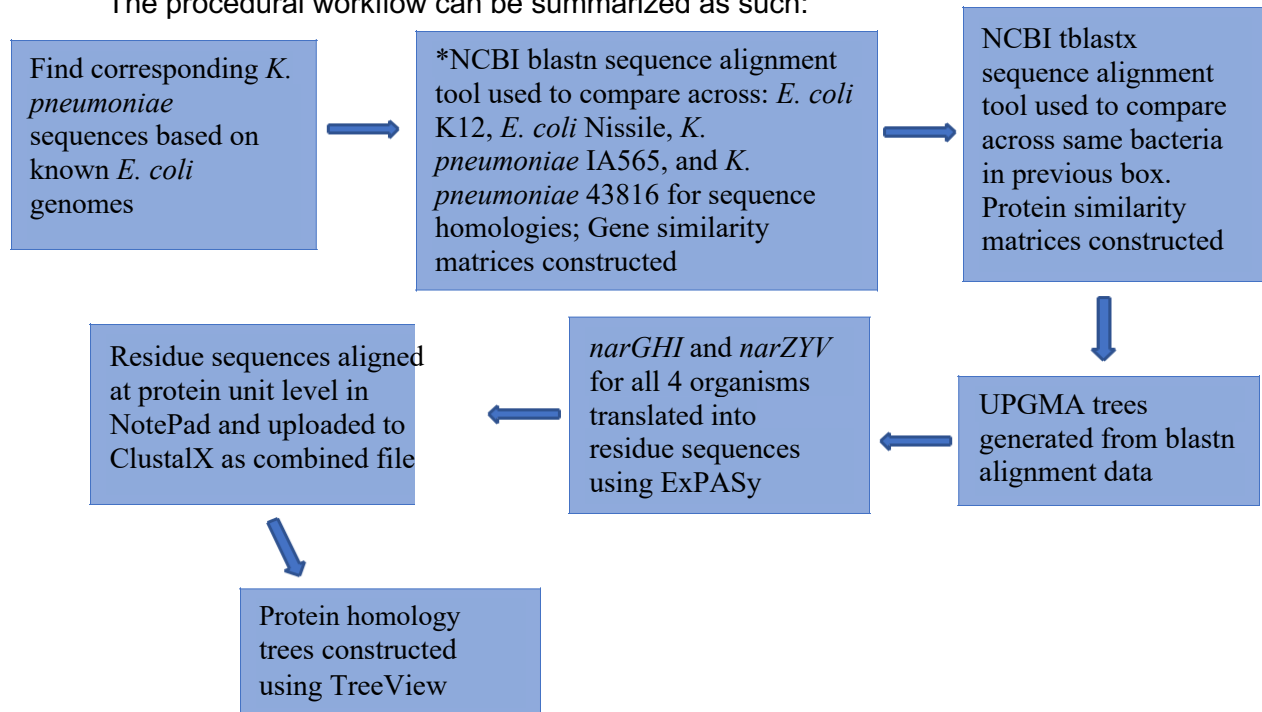 The procedural workflow can be summarized as such:
Find corresponding K.
pneumoniae
sequences based on
known E. coli
genomes
*NCBI blastn sequence alignment
tool used to compare across: E. coli
K12, E. coli Nissile, K.
pneumoniae IA565, and K.
pneumoniae 43816 for sequence
homologies; Gene similarity
matrices constructed
NCBI tblastx
sequence alignment
tool used to compare
across same bacteria
in previous box.
Protein similarity
matrices constructed
UPGMA trees
generated from blastn
alignment data
narGHI and narZYV
for all 4 organisms
translated into
residue sequences
using ExPASy
Residue sequences aligned
at protein unit level in
NotePad and uploaded to
ClustalX as combined file
Protein homology
trees constructed
using TreeView